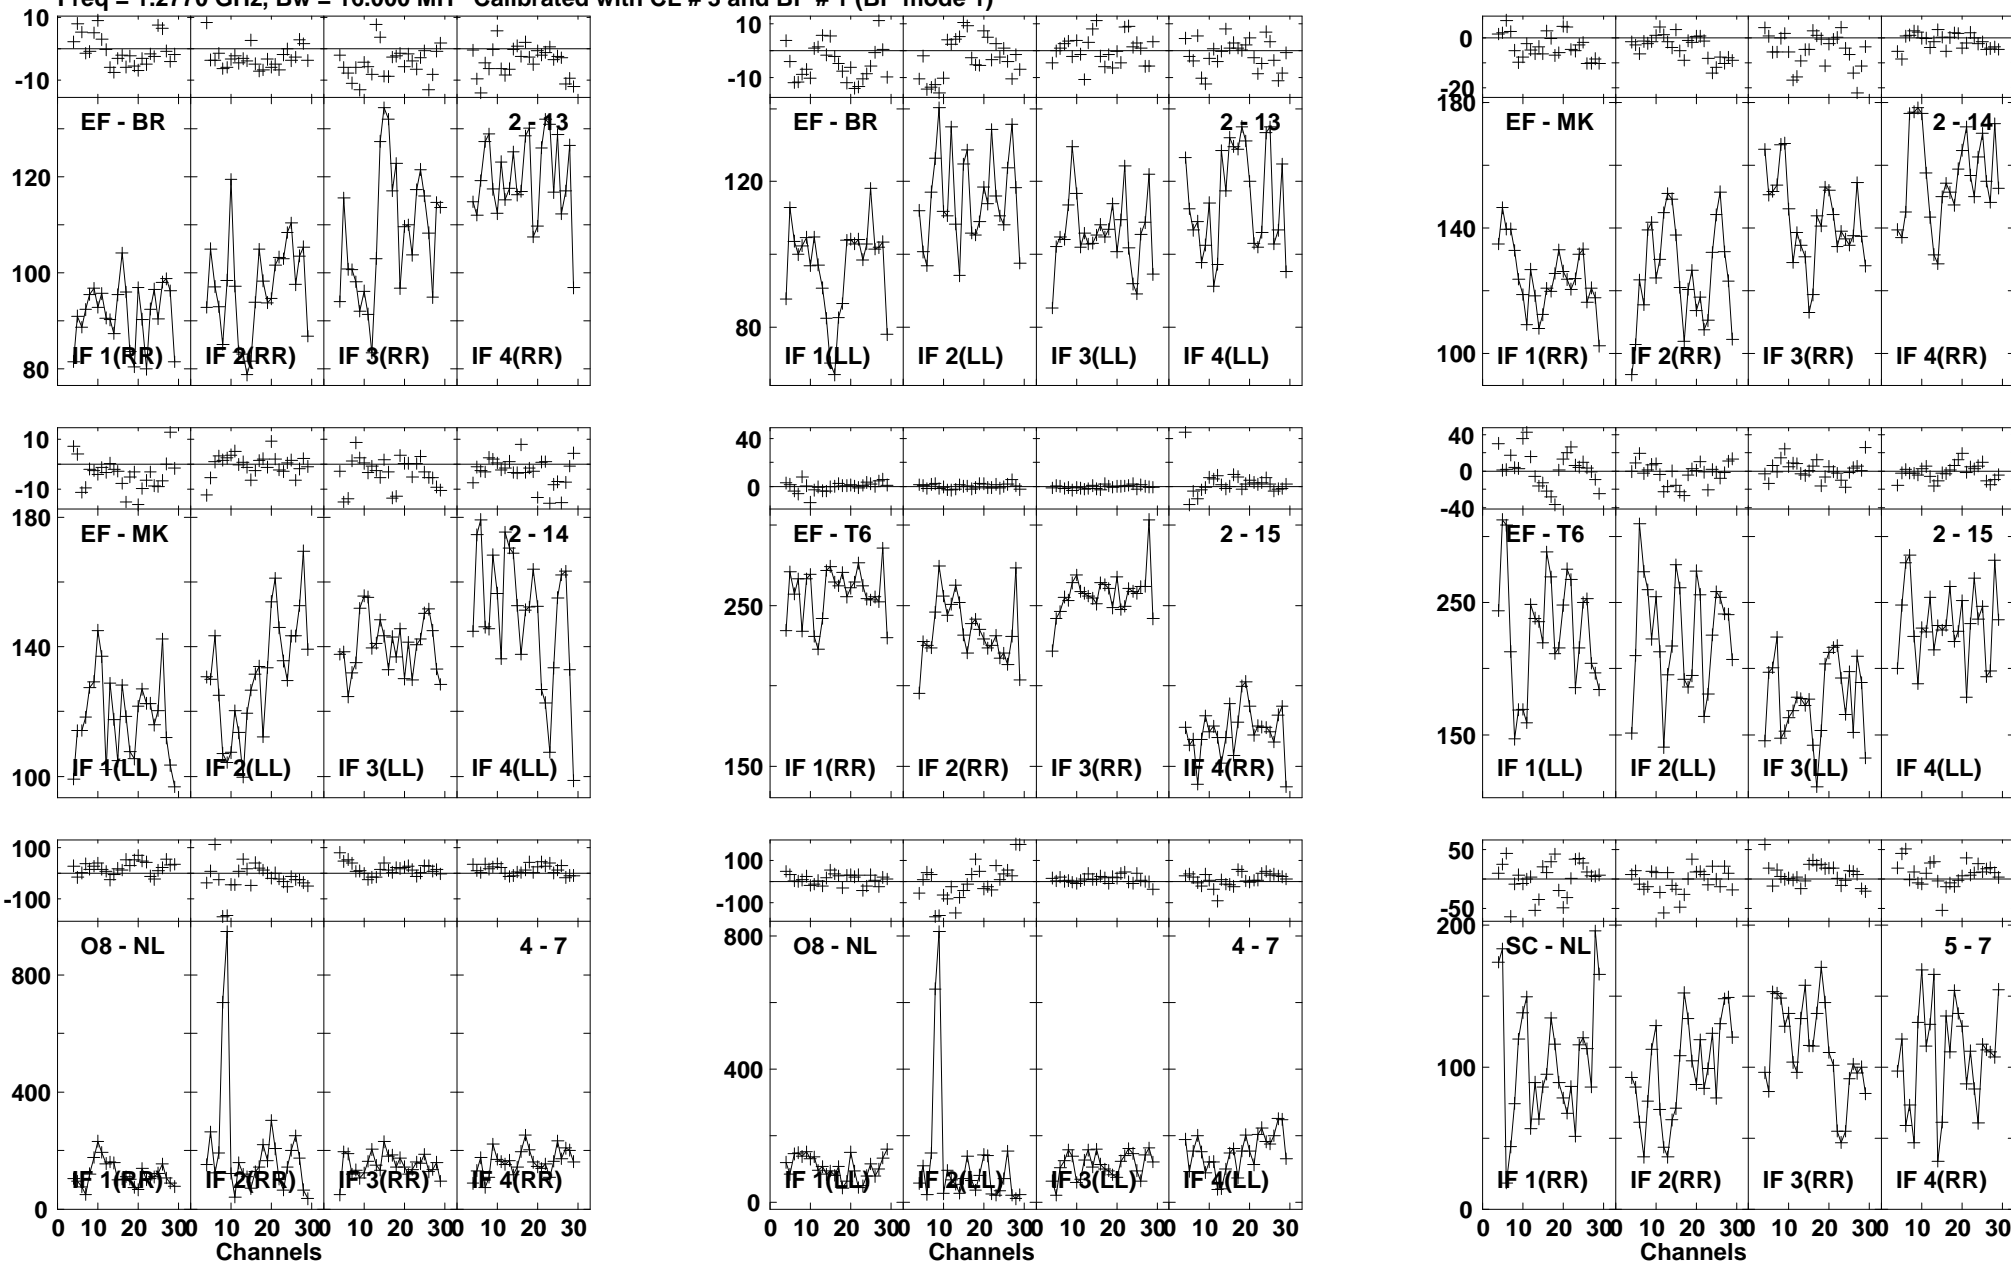 Freq = 1.2770 GHz, Bw = 16.000 MH Calibrated with CL # 3 and BP # 1 (BP mode 1)
10
-10
10
-10
0
-20
EF - BR 2 - 13
EF - BR 2 - 13
EF - MK 2 - 14
120
100
80
120
80
180
140
100
IF 1(RR) IF 2(RR) IF 3(RR) IF 4(RR)
IF 1(LL) IF 2(LL) IF 3(LL) IF 4(LL)
IF 1(RR) IF 2(RR) IF 3(RR) IF 4(RR)
10
-10
40
0
40
0
-40
EF - MK 2 - 14
EF - T6 2 - 15
EF - T6 2 - 15
180
140
100
250
150
250
150
IF 1(LL) IF 2(LL) IF 3(LL) IF 4(LL)
IF 1(RR) IF 2(RR) IF 3(RR) IF 4(RR)
IF 1(LL) IF 2(LL) IF 3(LL) IF 4(LL)
100
-100
100
-100
50
-50
O8 - NL 4 - 7
O8 - NL 4 - 7
SC - NL 5 - 7
800
400
0
800
400
0
200
100
0
IF 1(RR) IF 2(RR) IF 3(RR) IF 4(RR)
IF 1(LL) IF 2(LL) IF 3(LL) IF 4(LL)
IF 1(RR) IF 2(RR) IF 3(RR) IF 4(RR)
0 10 20 30 0 10 20 30 0 10 20 30 0 10 20 30
0 10 20 30 0 10 20 30 0 10 20 30 0 10 20 30
0 10 20 30 0 10 20 30 0 10 20 30 0 10 20 30
Channels
Channels
Channels